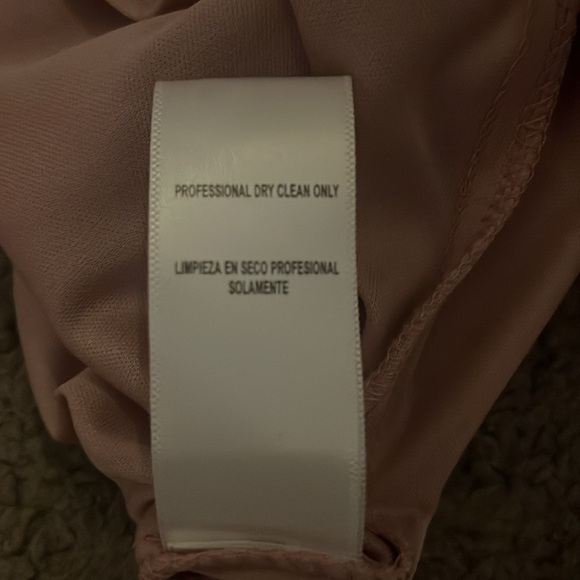 PROFESSIONAL DRY CLEAN ONLY
LIMPIEZA EN SECO PROFESIONAL
SOLAMENTE